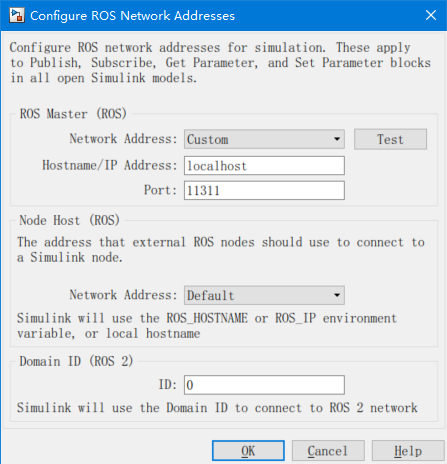 Configure ROS Network Addresses
Configure ROS network addresses for simulation. These apply
to Publish, Subscribe, Get Parameter, and Set Parameter blocks
in all open Simulink models.
ROS Master (ROS)
Network Address: Custom Test
Hostname/IP Address: localhost
Port: 11311
Node Host (ROS)
The address that external ROS nodes should use to connect to
a Simulink node.
Network Address: Default
Simulink will use the ROS_HOSTNAME or ROS_IP environment
variable, or local hostname
Domain ID (ROS 2)
ID: 0
Simulink will use the Domain ID to connect to ROS 2 network
OK Cancel Help